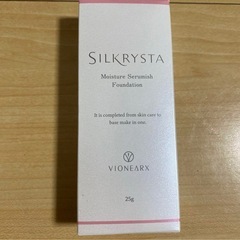 SILKRYSTA
Moisture Serumish
Foundation
It is completed from skin care to
base make in one.
VIONEARX
25g